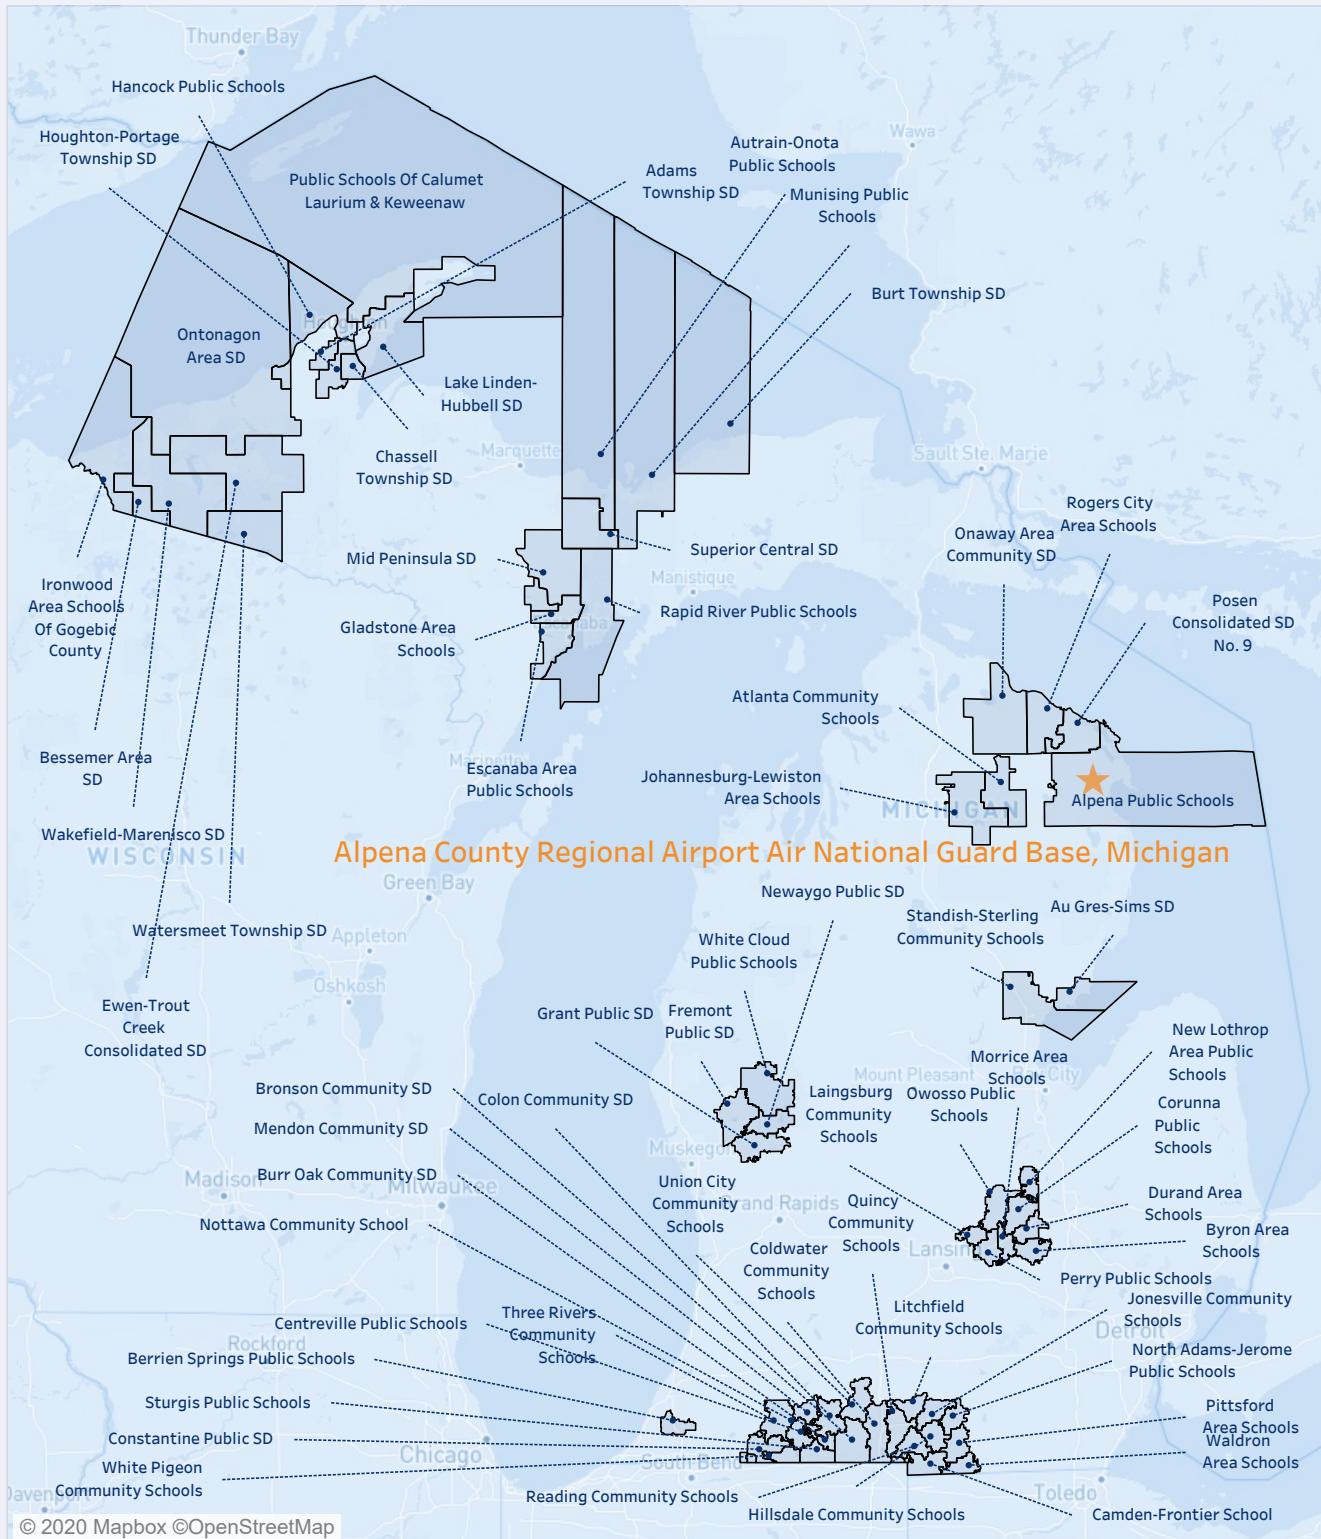 Thunder Bay
Hancock Public Schools
Houghton-Portage
Township SD
Wawa
Autrain-Onota
Public Schools
Adams
Township SD
Public Schools Of Calumet
Laurium & Keweenaw
Munising Public
Schools
Burt Township SD
Houghton
Ontonagon
Area SD
Lake Linden-
Hubbell SD
Chassell
Township SD
Marquette
Sault Ste. Marie
Rogers City
Area Schools
Onaway Area
Community SD
Superior Central SD
Mid Peninsula SD
Manistique
Ironwood
Area Schools
Of Gogebic
County
Rapid River Public Schools
Gladstone Area
Schools
Posen
Consolidated SD
No. 9
Atlanta Community
Schools
Bessemer Area
SD
Marinette
Escanaba Area
Public Schools
Johannesburg-Lewiston
Area Schools
MICHIGAN
Alpena Public Schools
Wakefield-Marenisco SD
WISCONSIN
Alpena County Regional Airport Air National Guard Base, Michigan
Green Bay
Newaygo Public SD
Au Gres-Sims SD
Standish-Sterling
Community Schools
Watersmeet Township SD
Appleton
White Cloud
Public Schools
Oshkosh
Ewen-Trout
Creek
Consolidated SD
Grant Public SD
Fremont
Public SD
New Lothrop
Area Public
Schools
Morrice Area
Schools
Mount Pleasant
Bay City
Bronson Community SD
Colon Community SD
Laingsburg
Community
Schools
Owosso Public
Schools
Corunna
Public
Schools
Mendon Community SD
Muskegon
Burr Oak Community SD
Madison
Milwaukee
Union City
Community
Schools
Grand Rapids
Quincy
Community
Schools
Durand Area
Schools
Nottawa Community School
Byron Area
Schools
Lansing
Coldwater
Community
Schools
Perry Public Schools
Jonesville Community
Schools
Three Rivers
Community
Schools
Litchfield
Community Schools
Centreville Public Schools
Rockford
Detroit
Berrien Springs Public Schools
North Adams-Jerome
Public Schools
Sturgis Public Schools
Pittsford
Area Schools
Constantine Public SD
Waldron
Area Schools
Chicago
South Bend
White Pigeon
Community Schools
Davenport
Reading Community Schools
Toledo
Hillsdale Community Schools
Camden-Frontier School
© 2020 Mapbox ©OpenStreetMap